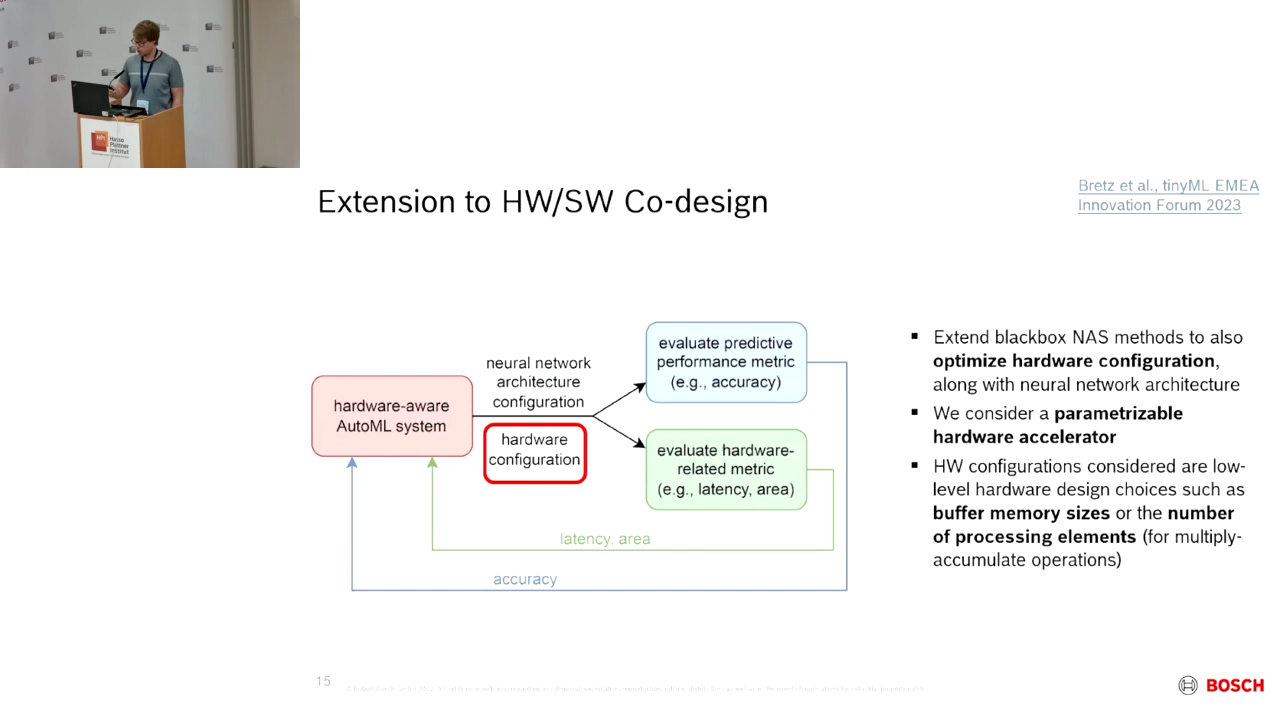 HPI Hasso
Plattner
Institut
Extension to HW/SW Co-design
Bretz et al., tinyML EMEA
Innovation Forum 2023
hardware-aware
AutoML system
neural network
architecture
configuration
hardware
configuration
evaluate predictive
performance metric
(e.g., accuracy)
evaluate hardware-
related metric
(e.g., latency, area)
latency, area
accuracy
▪ Extend blackbox NAS methods to also
optimize hardware configuration,
along with neural network architecture
▪ We consider a parametrizable
hardware accelerator
▪ HW configurations considered are low-
level hardware design choices such as
buffer memory sizes or the number
of processing elements (for multiply-
accumulate operations)
15
BOSCH